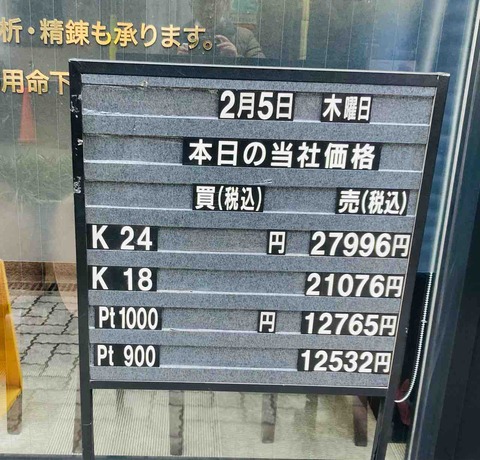 析・精錬も承ります。
用命下
2月5日 木曜日
本日の当社価格
買(税込) 売(税込)
K 24 円 27996円
K 18 21076円
Pt 1000 円 12765円
Pt 900 12532円